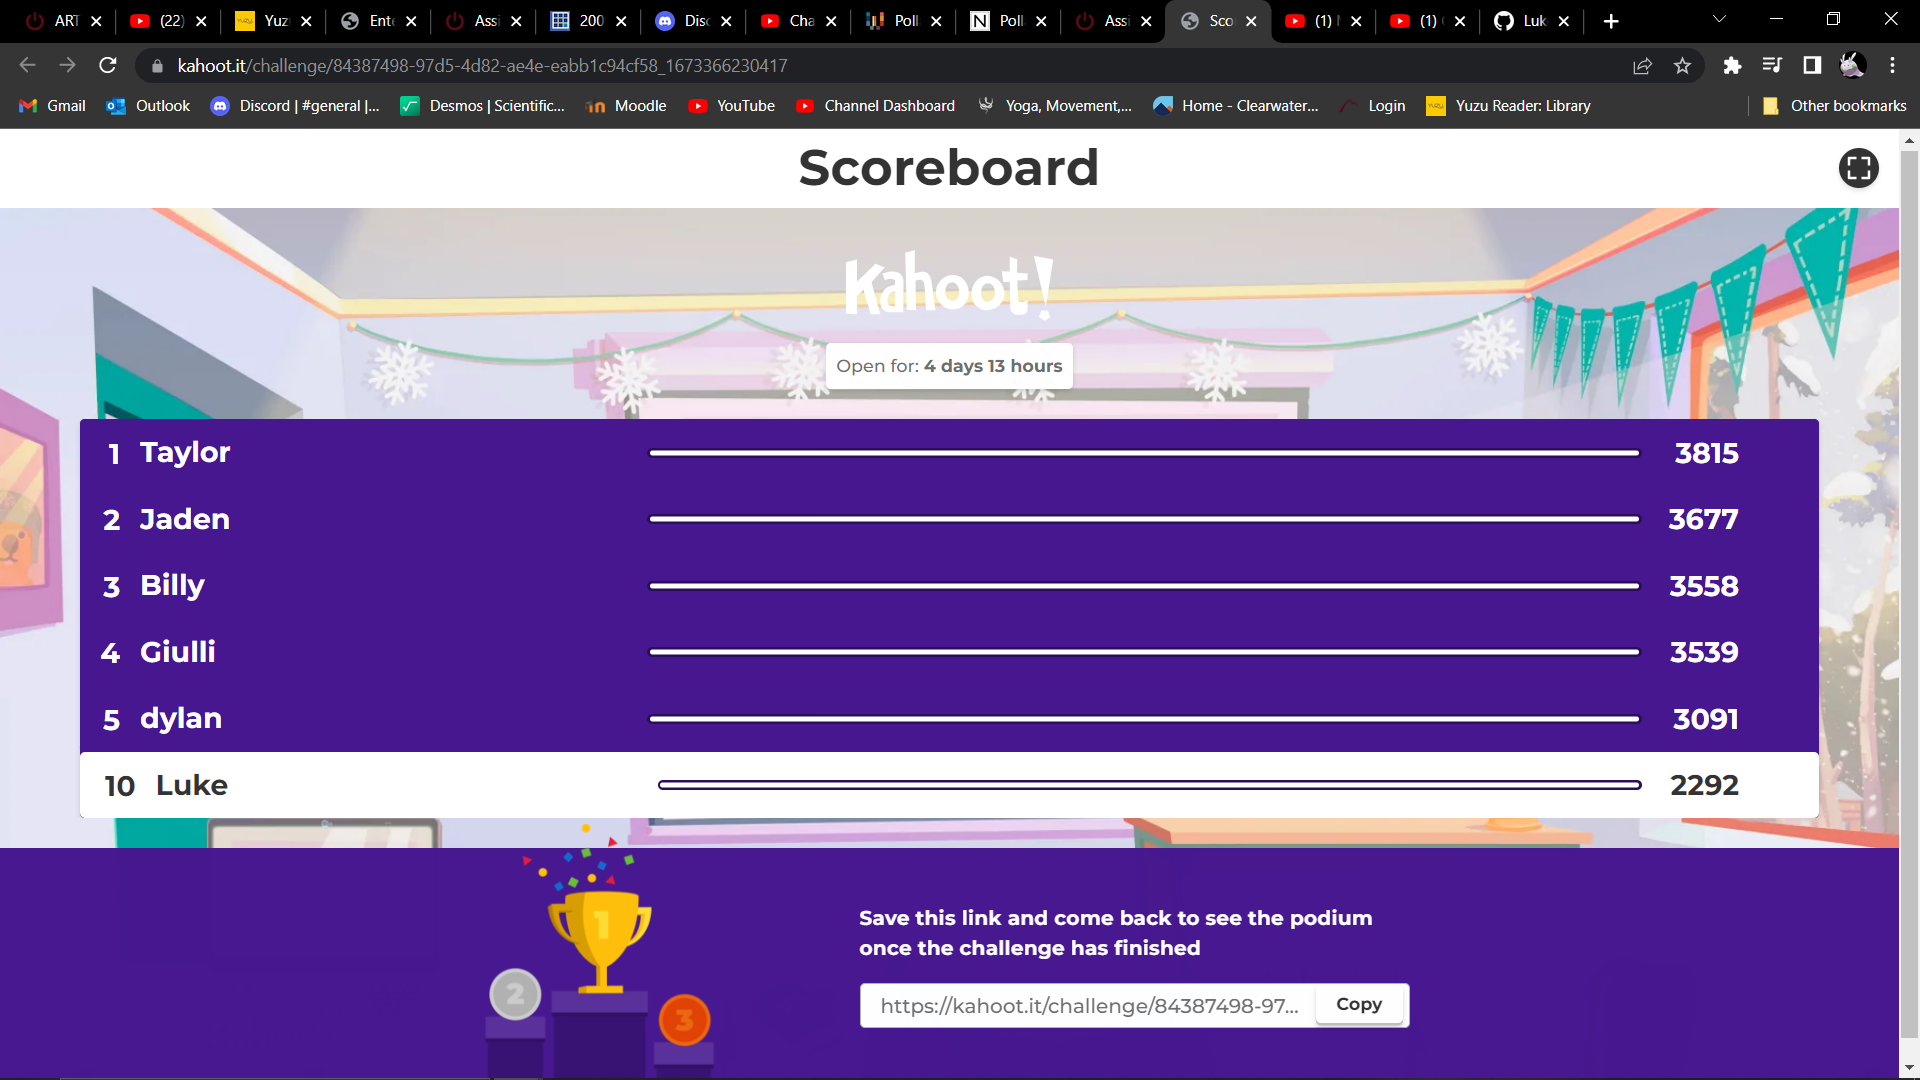 ART
(22)
Yuz
Ente
Assi
200
Disc
Cha
Poll
Poll
Assi
Sco
(1)
(1)
Luk
kahoot.it/challenge/84387498-97d5-4d82-ae4e-eabb1c94cf58_1673366230417
Gmail
Outlook
Discord | #general |...
Desmos | Scientific...
Moodle
YouTube
Channel Dashboard
Yoga, Movement,...
Home - Clearwater...
Login
Yuzu Reader: Library
Other bookmarks
Scoreboard
Kahoot!
Open for: 4 days 13 hours
1 Taylor 3815
2 Jaden 3677
3 Billy 3558
4 Giulli 3539
5 dylan 3091
10 Luke 2292
1
2
3
Save this link and come back to see the podium
once the challenge has finished
https://kahoot.it/challenge/84387498-97...
Copy